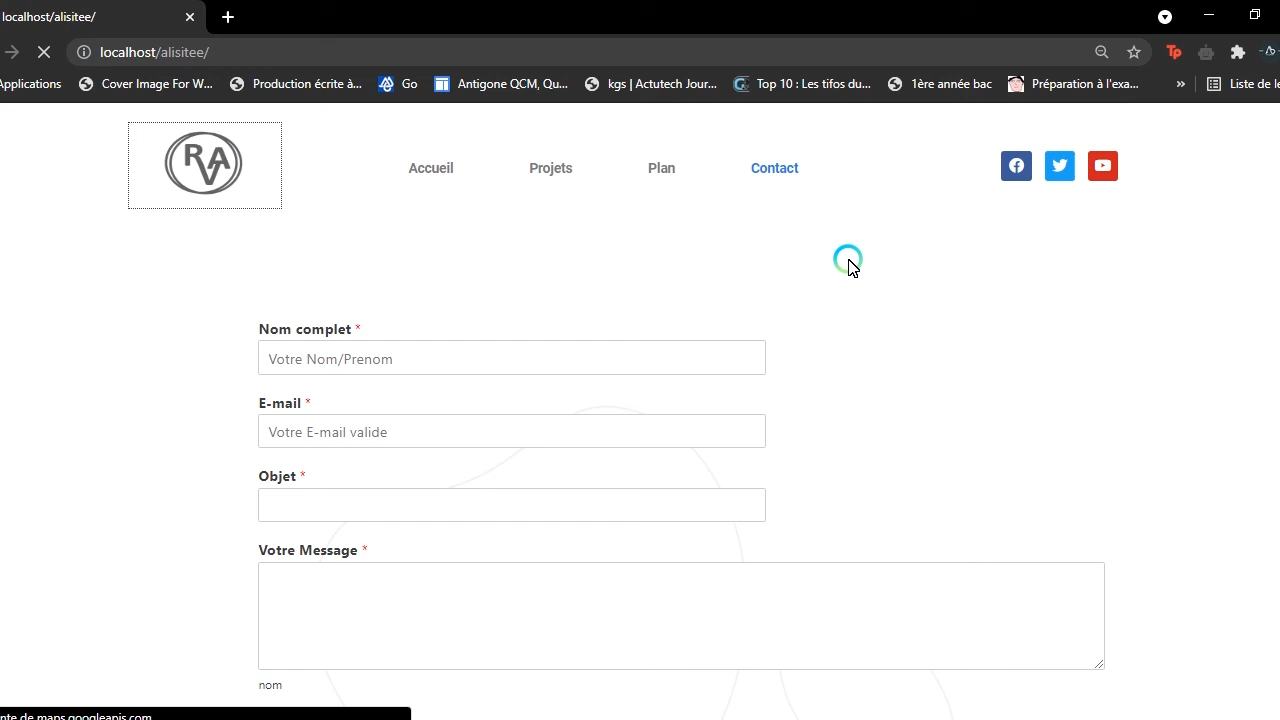 localhost/alisitee/
localhost/alisitee/
Applications
Cover Image For W...
Production écrite à...
Go
Antigone QCM, Qu...
kgs | Actutech Jour...
Top 10 : Les tifos du...
1ère année bac
Préparation à l'exa...
»
Liste de le
RAV
Accueil
Projets
Plan
Contact
Nom complet *
Votre Nom/Prenom
E-mail *
Votre E-mail valide
Objet *
Votre Message *
nom
nte de maps.googleapis.com